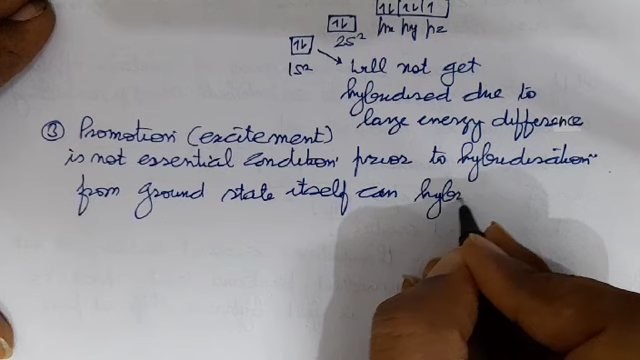 1↓ 1↓ 1
1↓ px py pz
2s²
1↓
1s² Will not get
hybridised due to
large energy difference
③ Promotion (excitement)
is not essential condition prior to hybridisation
from ground state itself can hybr